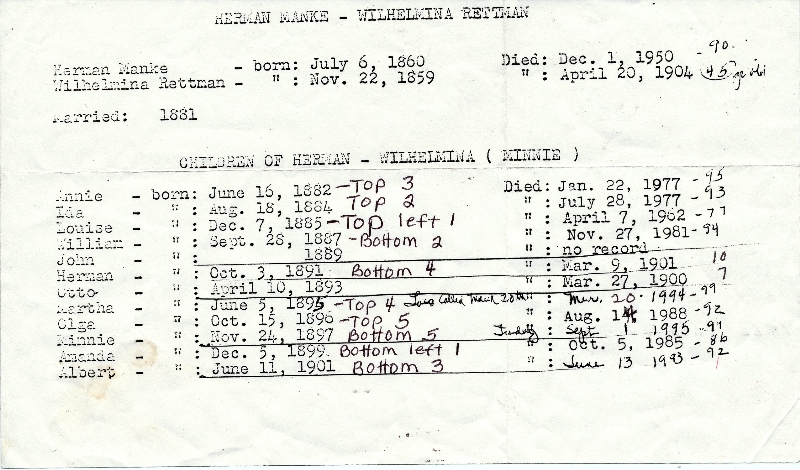 HERMAN MANKE - WILHELMINA RETTMAN
Herman Manke - born: July 6, 1860 Died: Dec. 1, 1950 - 90.
Wilhelmina Rettman - " : Nov. 22, 1859 " : April 20, 1904 45
Married: 1881
CHILDREN OF HERMAN - WILHELMINA ( MINNIE )
Annie - born: June 16, 1882 - Top 3 Died: Jan. 22, 1977 - 95
Ida - " : Aug. 18, 1884 Top 2 " : July 28, 1977 - 93
Louise - " : Dec. 7, 1885 - Top left 1 " : April 7, 1962 - 77
William - " : Sept. 28, 1887 - Bottom 2 " : Nov. 27, 1981 - 94
John - " : 1889 " : no record
Herman - " : Oct. 3, 1891 Bottom 4 " : Mar. 9, 1901 10
Otto - " : April 10, 1893 " : Mar. 27, 1900 7
Martha - " : June 5, 1895 - Top 4 " : Mar. 20 - 1994 - 99
Olga - " : Oct. 15, 1896 - Top 5 " : Aug. 14 1988 - 92
Minnie - " : Nov. 24, 1897 Bottom 5 " : Sept 1 - 1995 - 97
Amanda - " : Dec. 5, 1899 Bottom left 1 " : Oct. 5, 1985 - 86
Albert - " : June 11, 1901 Bottom 3 " : June 13 1993 - 92